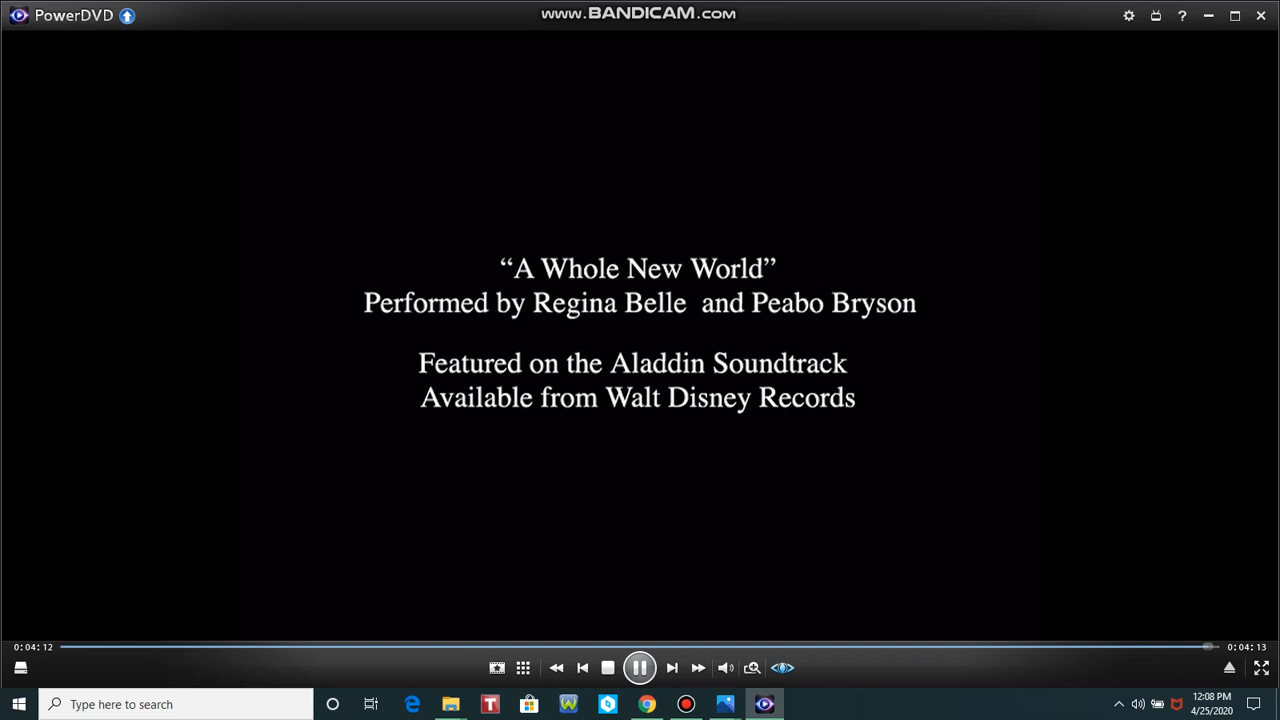 PowerDVD
www.BANDICAM.com
“A Whole New World”
Performed by Regina Belle and Peabo Bryson
Featured on the Aladdin Soundtrack
Available from Walt Disney Records
0:04:12
0:04:13
Type here to search
12:08 PM
4/25/2020